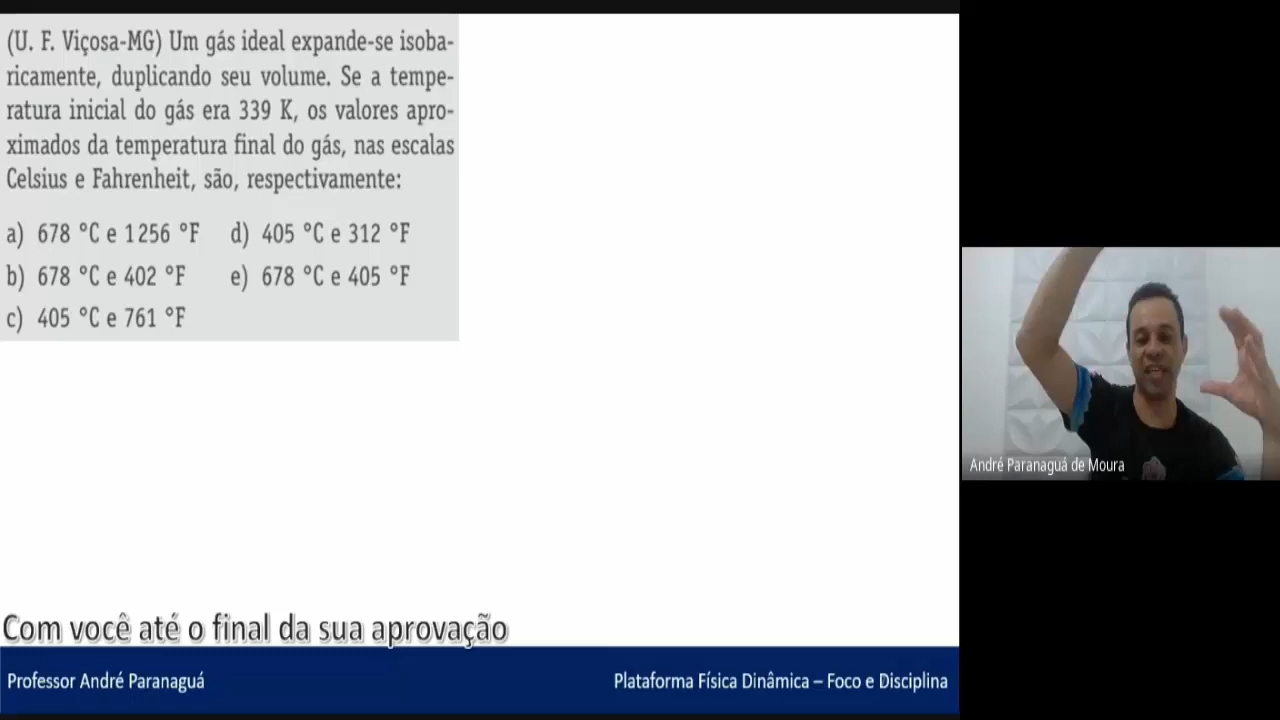 (U. F. Viçosa-MG) Um gás ideal expande-se isoba-
ricamente, duplicando seu volume. Se a tempe-
ratura inicial do gás era 339 K, os valores apro-
ximados da temperatura final do gás, nas escalas
Celsius e Fahrenheit, são, respectivamente:
a) 678 °C e 1256 °F d) 405 °C e 312 °F
b) 678 °C e 402 °F e) 678 °C e 405 °F
c) 405 °C e 761 °F
André Paranaguá de Moura
Com você até o final da sua aprovação
Professor André Paranaguá
Plataforma Física Dinâmica – Foco e Disciplina